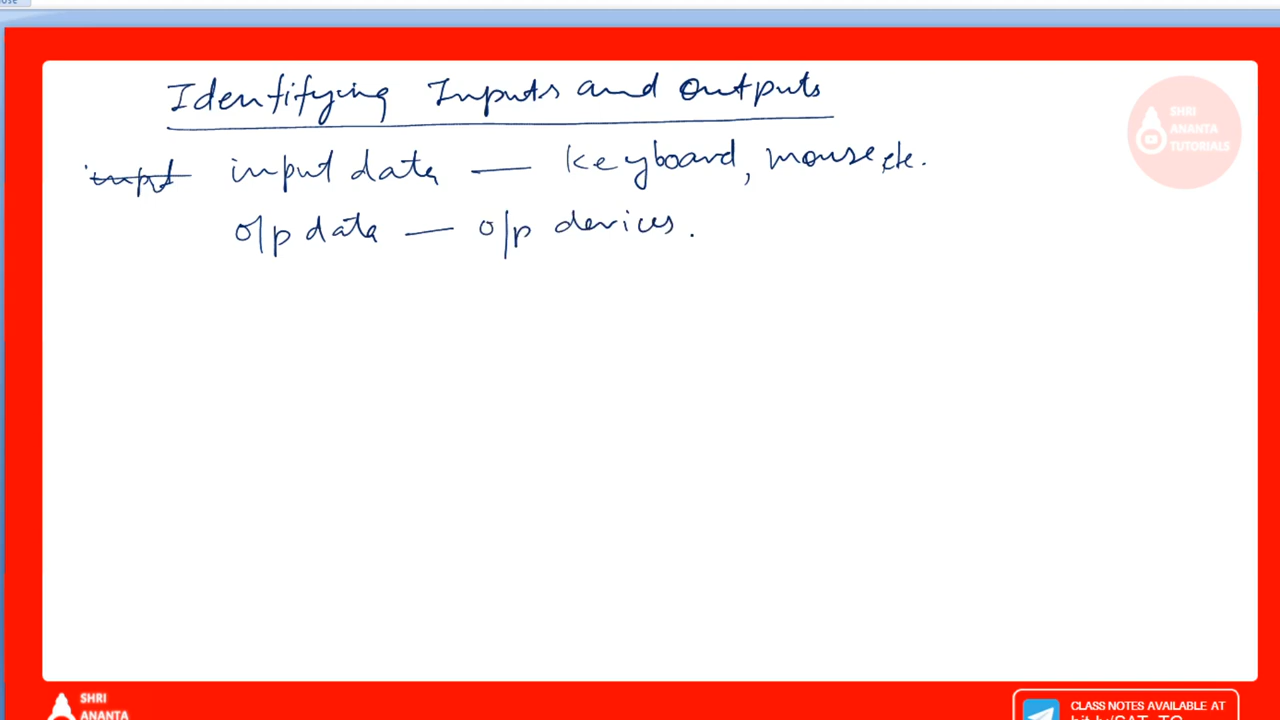 Identifying Inputs and Outputs
input data — keyboard, mouse, etc.
o/p data — o/p devices.
SHRI
ANANTA
TUTORIALS
SHRI
ANANTA
CLASS NOTES AVAILABLE AT